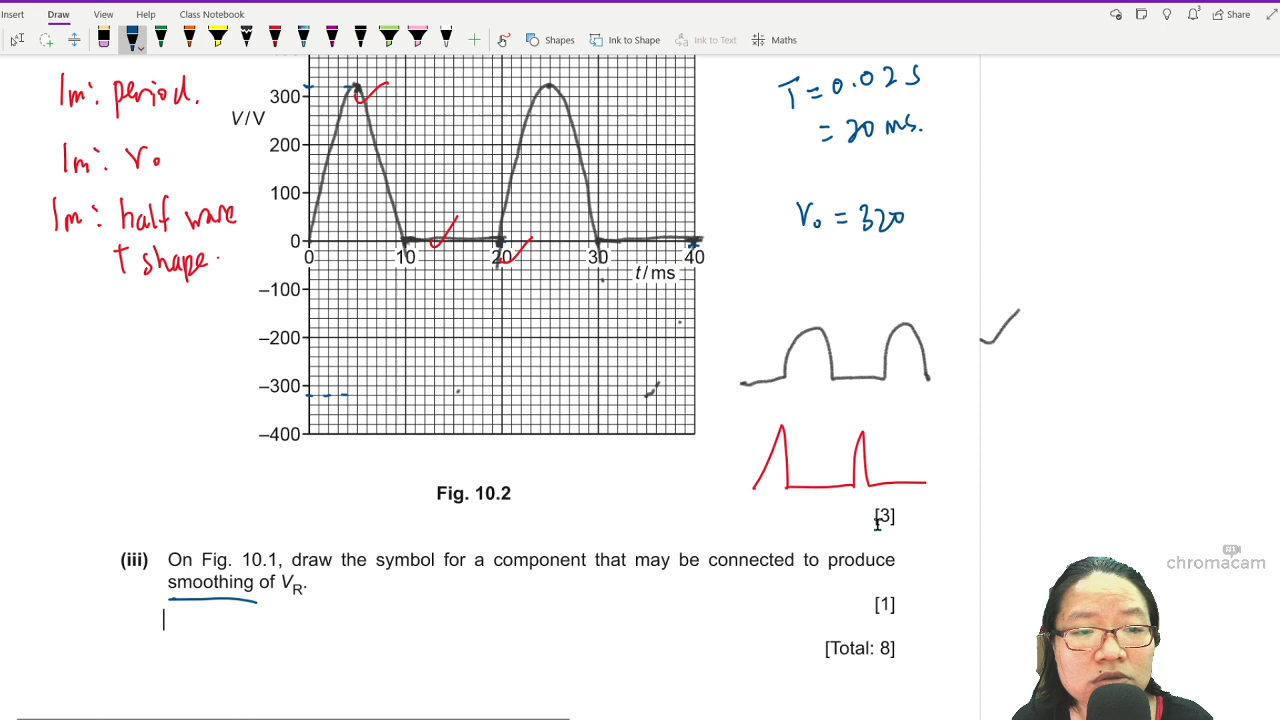 Insert Draw View Help Class Notebook Share
Shapes Ink to Shape Ink to Text Maths
1m: period.
1m: V₀
1m: half wave
+ shape.
V/V
300
200
100
0
−100
−200
−300
−400
0 10 20 30 40
t/ms
T = 0.02 s
= 20 ms.
V₀ = 320
Fig. 10.2
[3]
(iii) On Fig. 10.1, draw the symbol for a component that may be connected to produce
smoothing of VR.
[1]
[Total: 8]
chromacam